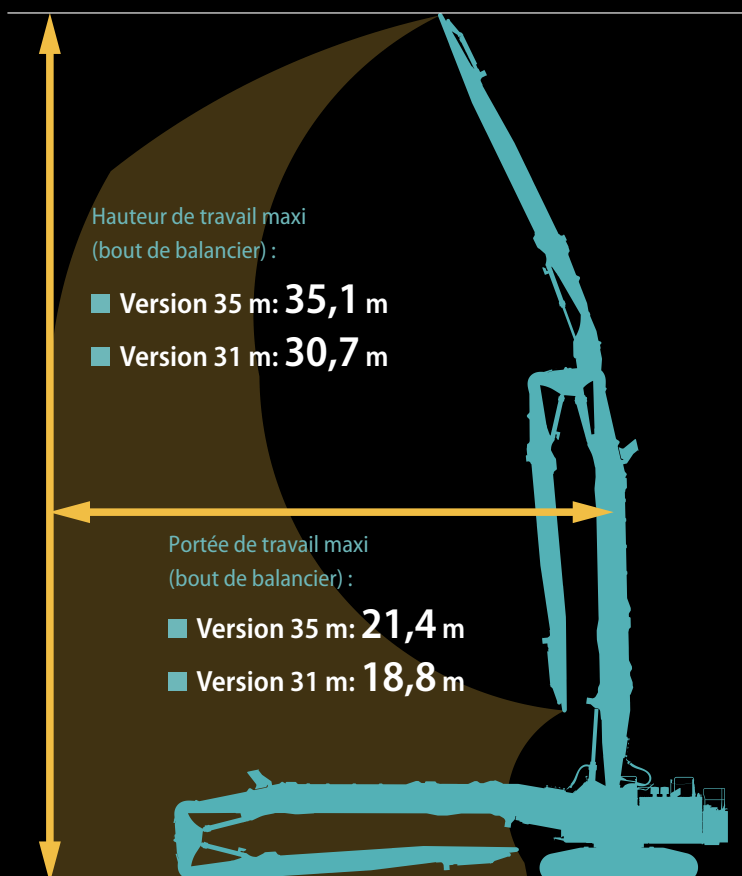 Hauteur de travail maxi
(bout de balancier) :
Version 35 m: 35,1 m
Version 31 m: 30,7 m
Portée de travail maxi
(bout de balancier) :
Version 35 m: 21,4 m
Version 31 m: 18,8 m